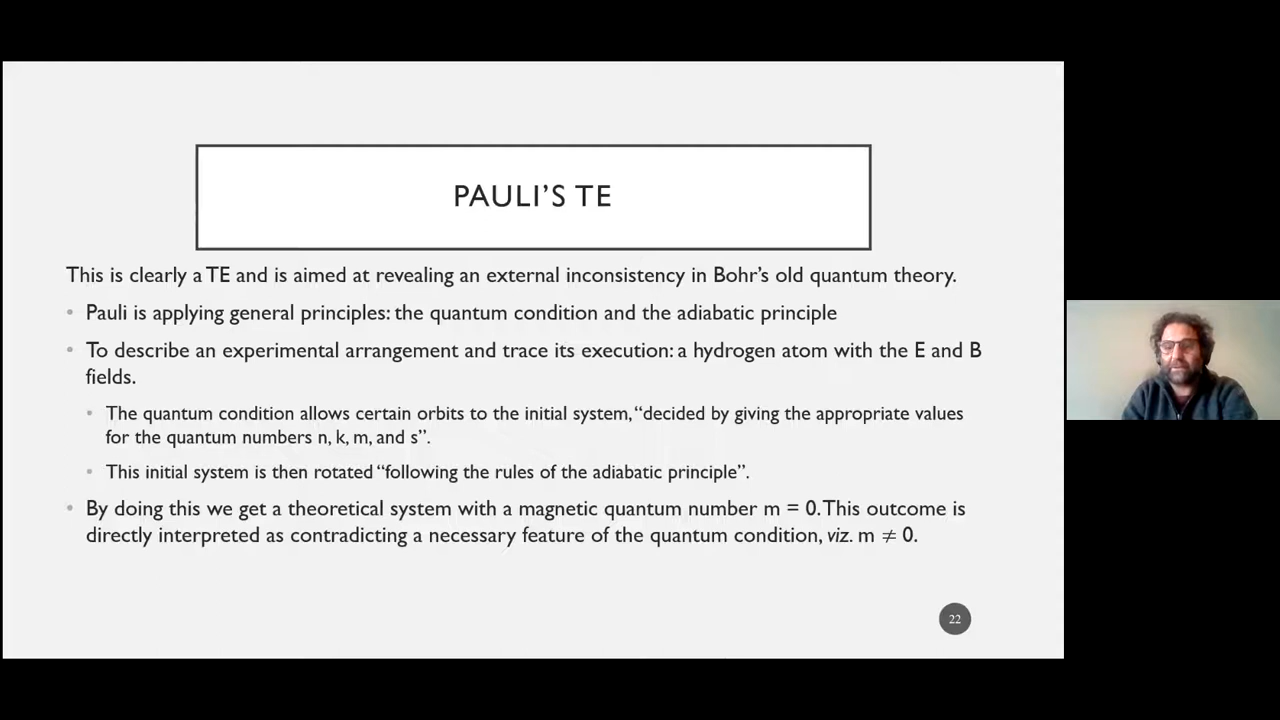 PAULI’S TE
This is clearly a TE and is aimed at revealing an external inconsistency in Bohr’s old quantum theory.
• Pauli is applying general principles: the quantum condition and the adiabatic principle
• To describe an experimental arrangement and trace its execution: a hydrogen atom with the E and B
fields.
• The quantum condition allows certain orbits to the initial system, “decided by giving the appropriate values
for the quantum numbers n, k, m, and s”.
• This initial system is then rotated “following the rules of the adiabatic principle”.
• By doing this we get a theoretical system with a magnetic quantum number m = 0. This outcome is
directly interpreted as contradicting a necessary feature of the quantum condition, viz. m ≠ 0.
22